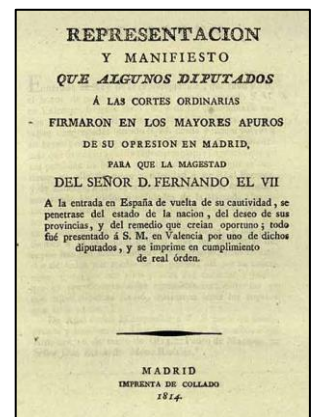 REPRESENTACION
Y MANIFIESTO
QUE ALGUNOS DIPUTADOS
Á LAS CORTES ORDINARIAS
FIRMARON EN LOS MAYORES APUROS
DE SU OPRESION EN MADRID,
PARA QUE LA MAGESTAD
DEL SEÑOR D. FERNANDO EL VII
A la entrada en España de vuelta de su cautividad, se
penetrase del estado de la nacion, del deseo de sus
provincias, y del remedio que creian oportuno; todo
fué presentado á S. M. en Valencia por uno de dichos
diputados, y se imprime en cumplimiento
de real órden.
MADRID
IMPRENTA DE COLLADO
1814.